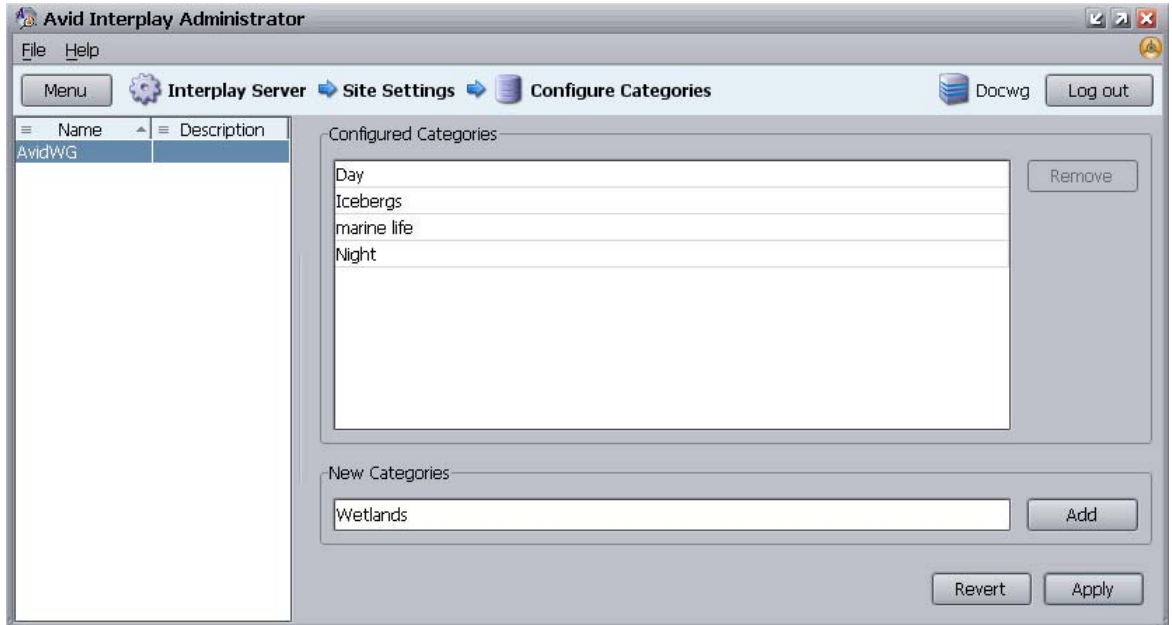 Avid Interplay Administrator
File Help
Menu Interplay Server Site Settings Configure Categories Docwg Log out
Name Description
AvidWG
Configured Categories
Day
Icebergs
marine life
Night
Remove
New Categories
Wetlands
Add
Revert Apply